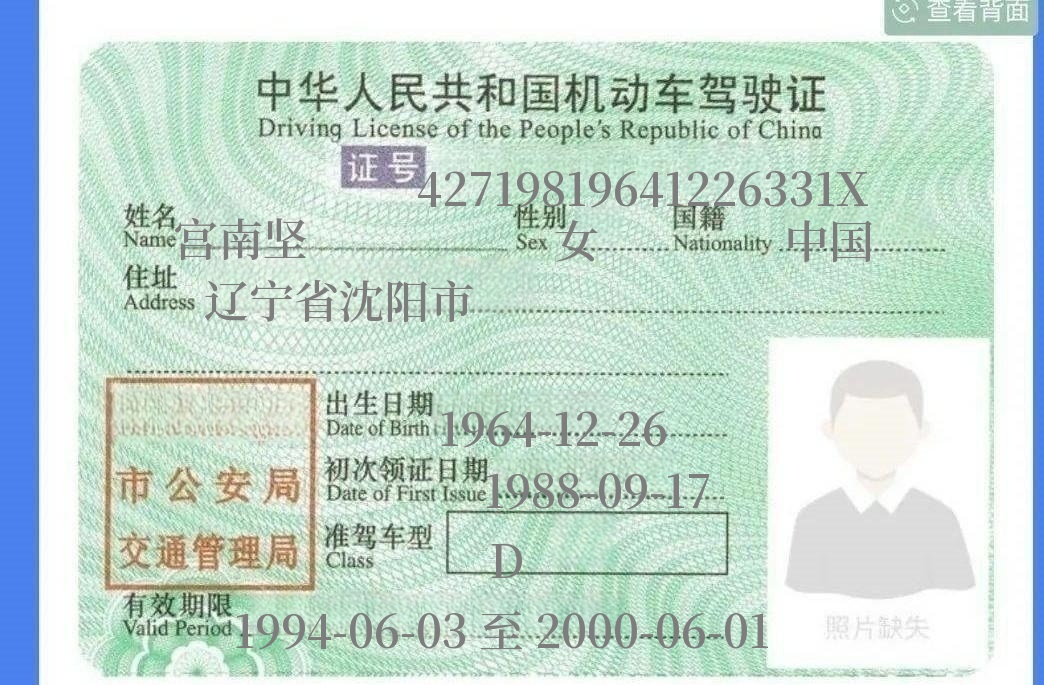 查看背面
中华人民共和国机动车驾驶证
Driving License of the People's Republic of China
证号 42719819641226331X
姓名 宫南坚 性别 女 国籍 中国
Name Sex Nationality
住址 辽宁省沈阳市
Address
出生日期 1964-12-26
Date of Birth
市公安局
初次领证日期 1988-09-17
Date of First Issue
交通管理局
准驾车型 D
Class
有效期限 1994-06-03 至 2000-06-01
Valid Period
照片缺失